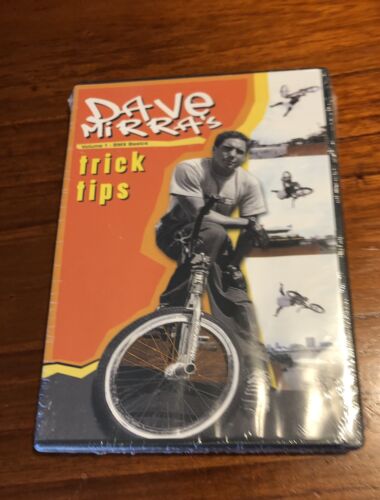 DAVE
MiRRA's
Volume 1 - BMX Basics
trick
tips